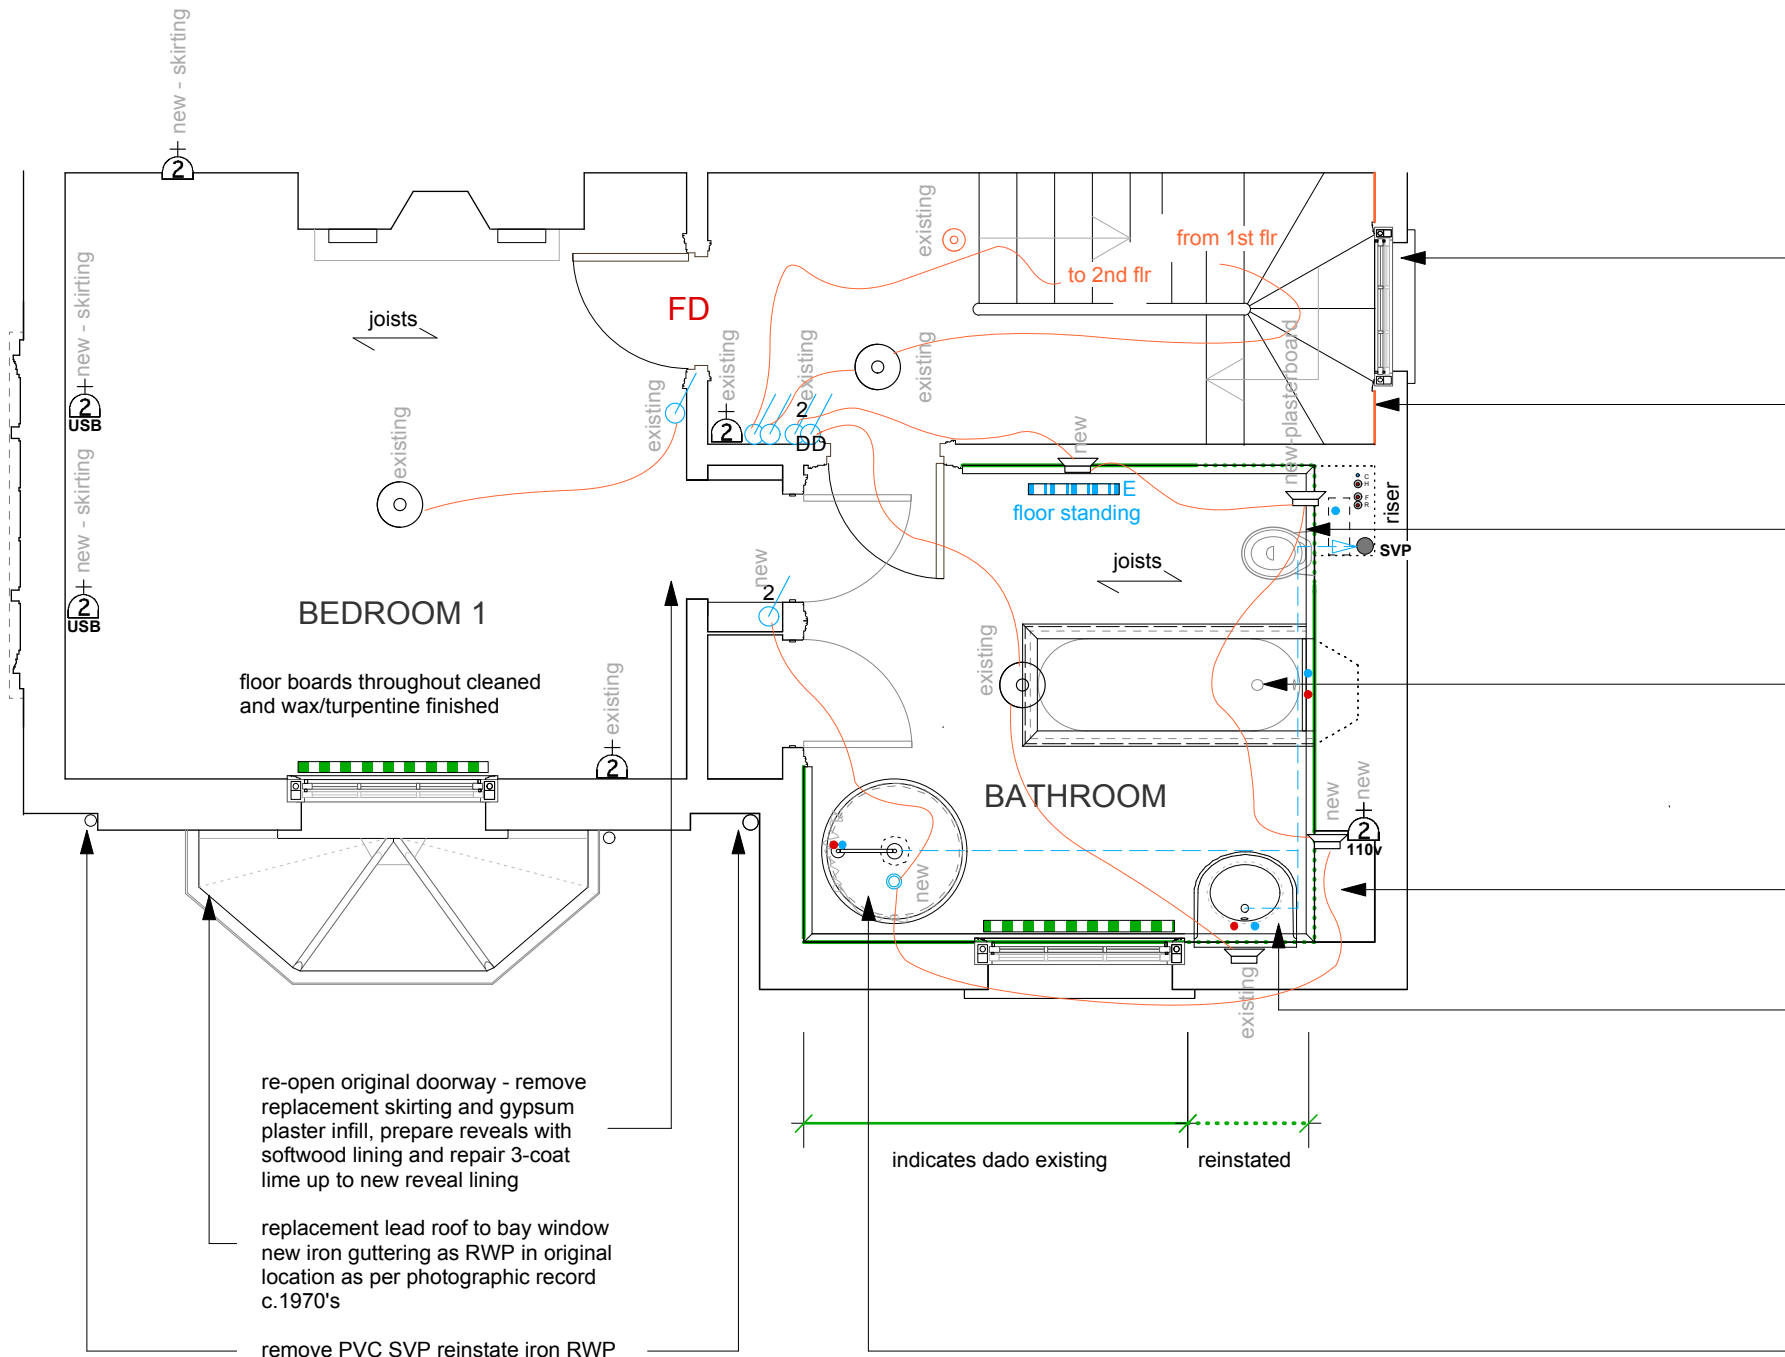 new - skirting
2
new - skirting
2
USB
new - skirting
2
USB
joists
existing
existing
FD
existing
2
existing
2
DD
existing
existing
to 2nd flr
from 1st flr
new-plasterboard
new
E
floor standing
joists
C
H
F
R
riser
SVP
new
2
BEDROOM 1
floor boards throughout cleaned
and wax/turpentine finished
existing
2
existing
BATHROOM
new
new
new
2
110v
existing
indicates dado existing
reinstated
re-open original doorway - remove
replacement skirting and gypsum
plaster infill, prepare reveals with
softwood lining and repair 3-coat
lime up to new reveal lining
replacement lead roof to bay window
new iron guttering as RWP in original
location as per photographic record
c.1970's
remove PVC SVP reinstate iron RWP